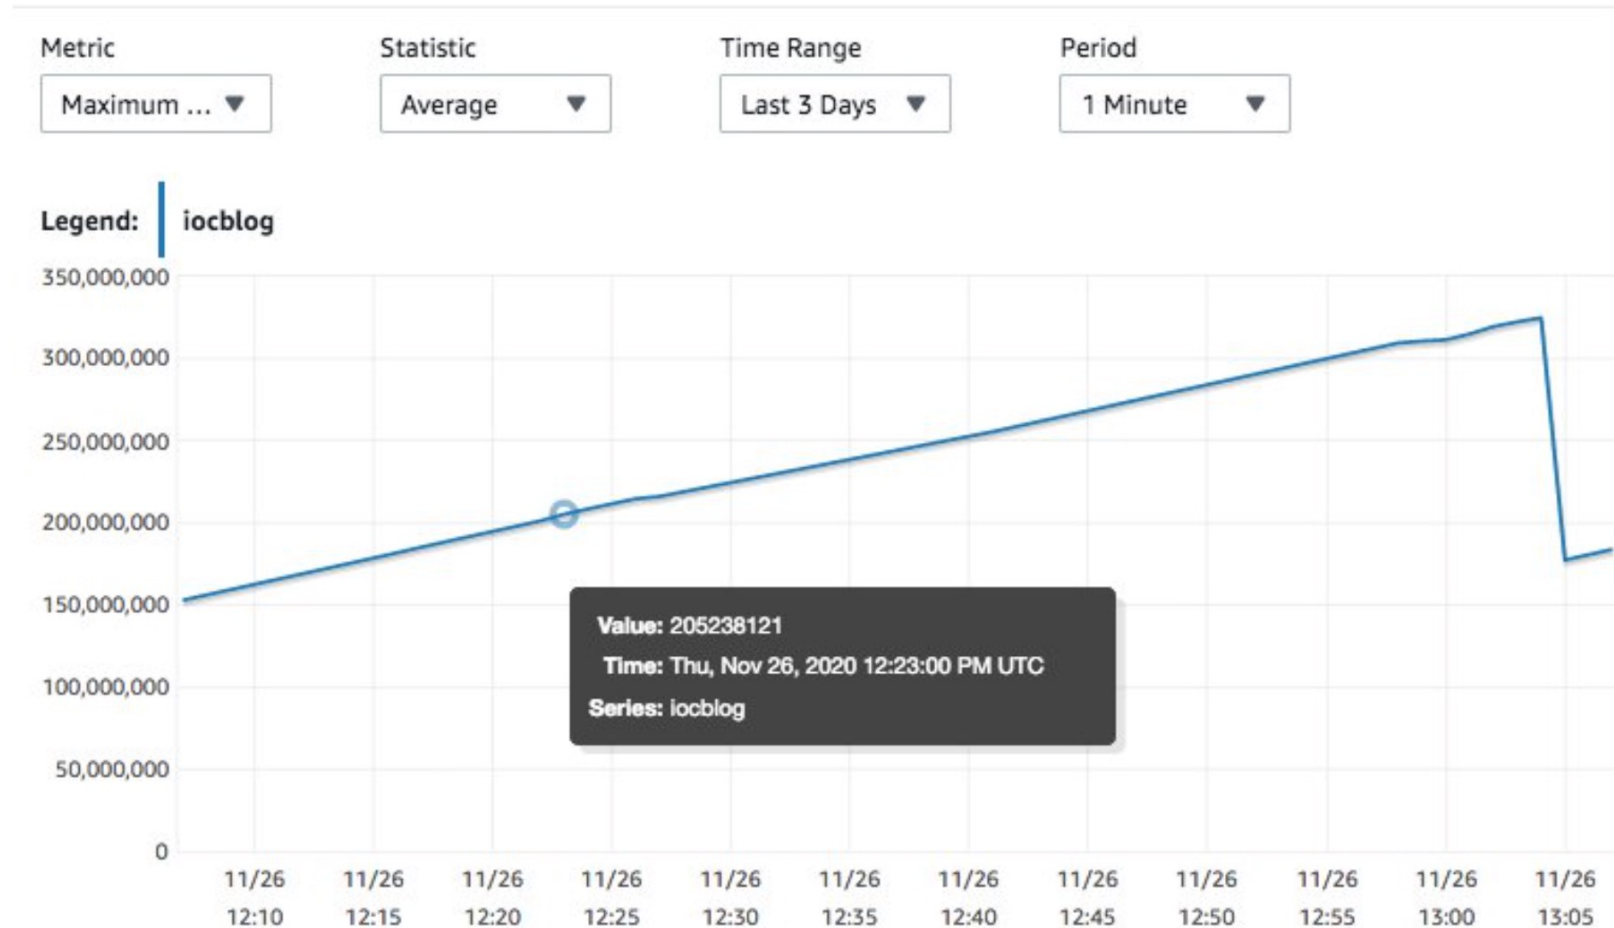 Metric Statistic Time Range Period
Maximum ... Average Last 3 Days 1 Minute
Legend: iocblog
350,000,000
300,000,000
250,000,000
200,000,000
150,000,000
100,000,000
50,000,000
0
Value: 205238121
Time: Thu, Nov 26, 2020 12:23:00 PM UTC
Series: iocblog
11/26 11/26 11/26 11/26 11/26 11/26 11/26 11/26 11/26 11/26 11/26 11/26
12:10 12:15 12:20 12:25 12:30 12:35 12:40 12:45 12:50 12:55 13:00 13:05